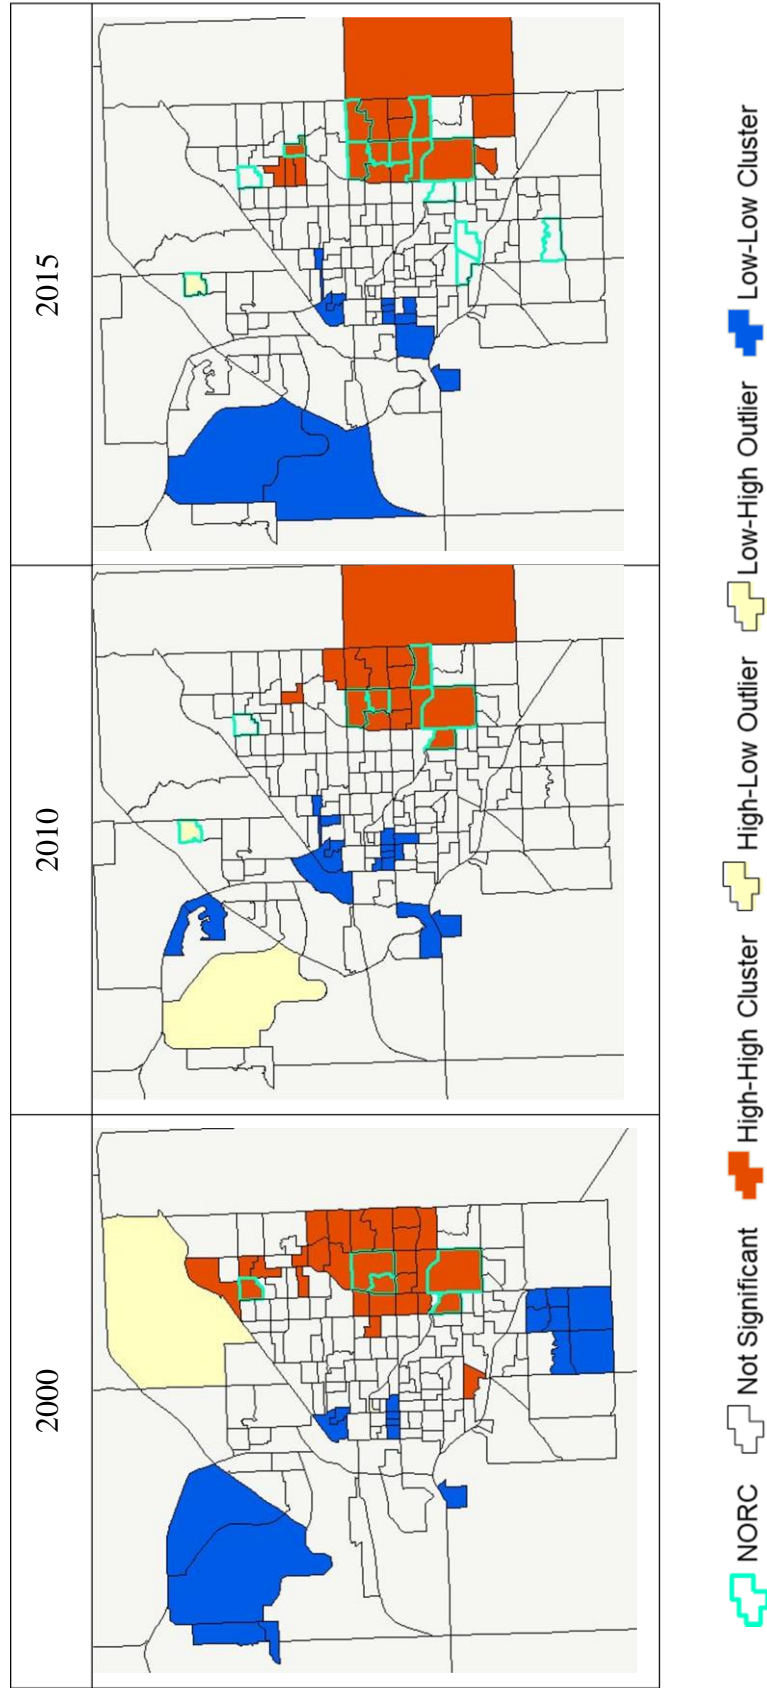 2000
2010
2015
NORC
Not Significant
High-High Cluster
High-Low Outlier
Low-High Outlier
Low-Low Cluster